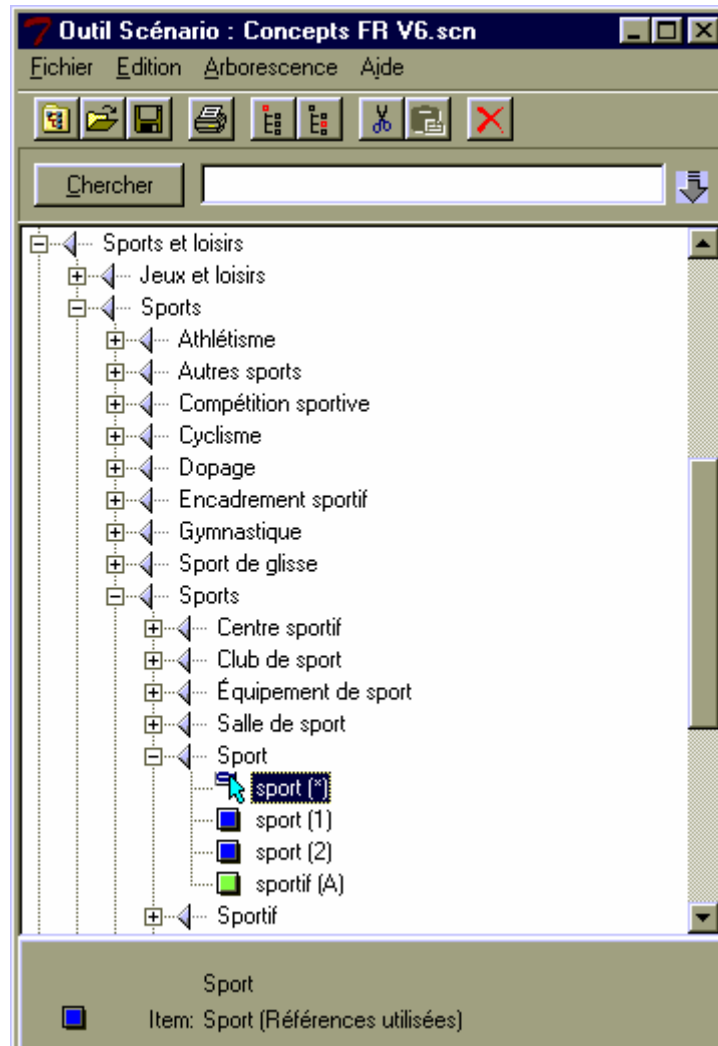 Outil Scénario : Concepts FR V6.scn
Fichier Edition Arborescence Aide
Chercher
Sports et loisirs
Jeux et loisirs
Sports
Athlétisme
Autres sports
Compétition sportive
Cyclisme
Dopage
Encadrement sportif
Gymnastique
Sport de glisse
Sports
Centre sportif
Club de sport
Équipement de sport
Salle de sport
Sport
sport (*)
sport (1)
sport (2)
sportif (A)
Sportif
Sport
Item: Sport (Références utilisées)